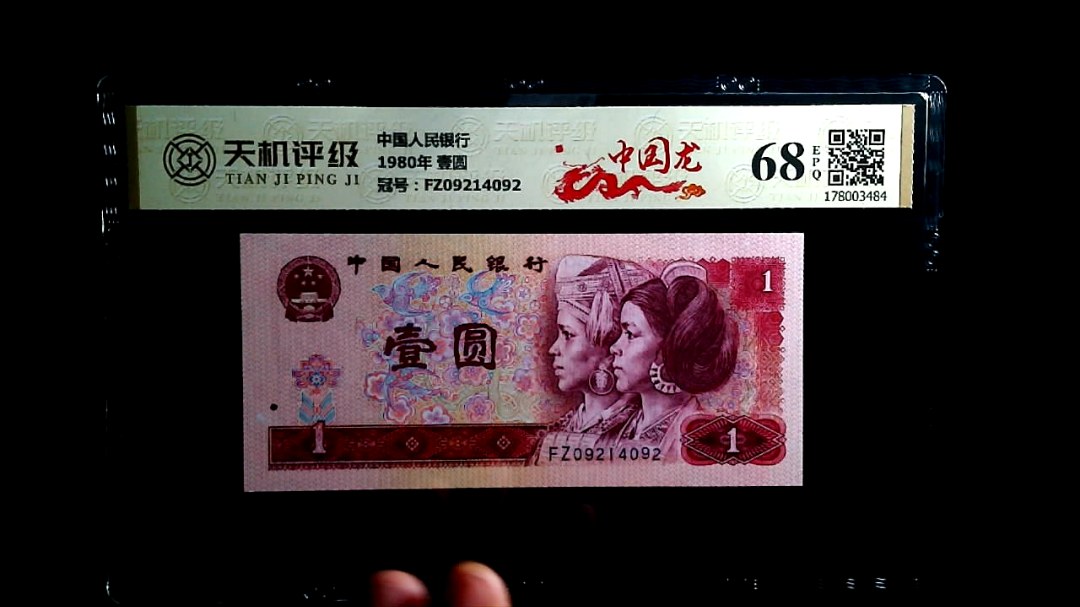 天机评级
TIAN JI PING JI
中国人民银行
1980年 壹圆
冠号：FZ09214092
中国龙
68
EPQ
178003484
中国人民银行
1
壹圆
1
1
FZ09214092